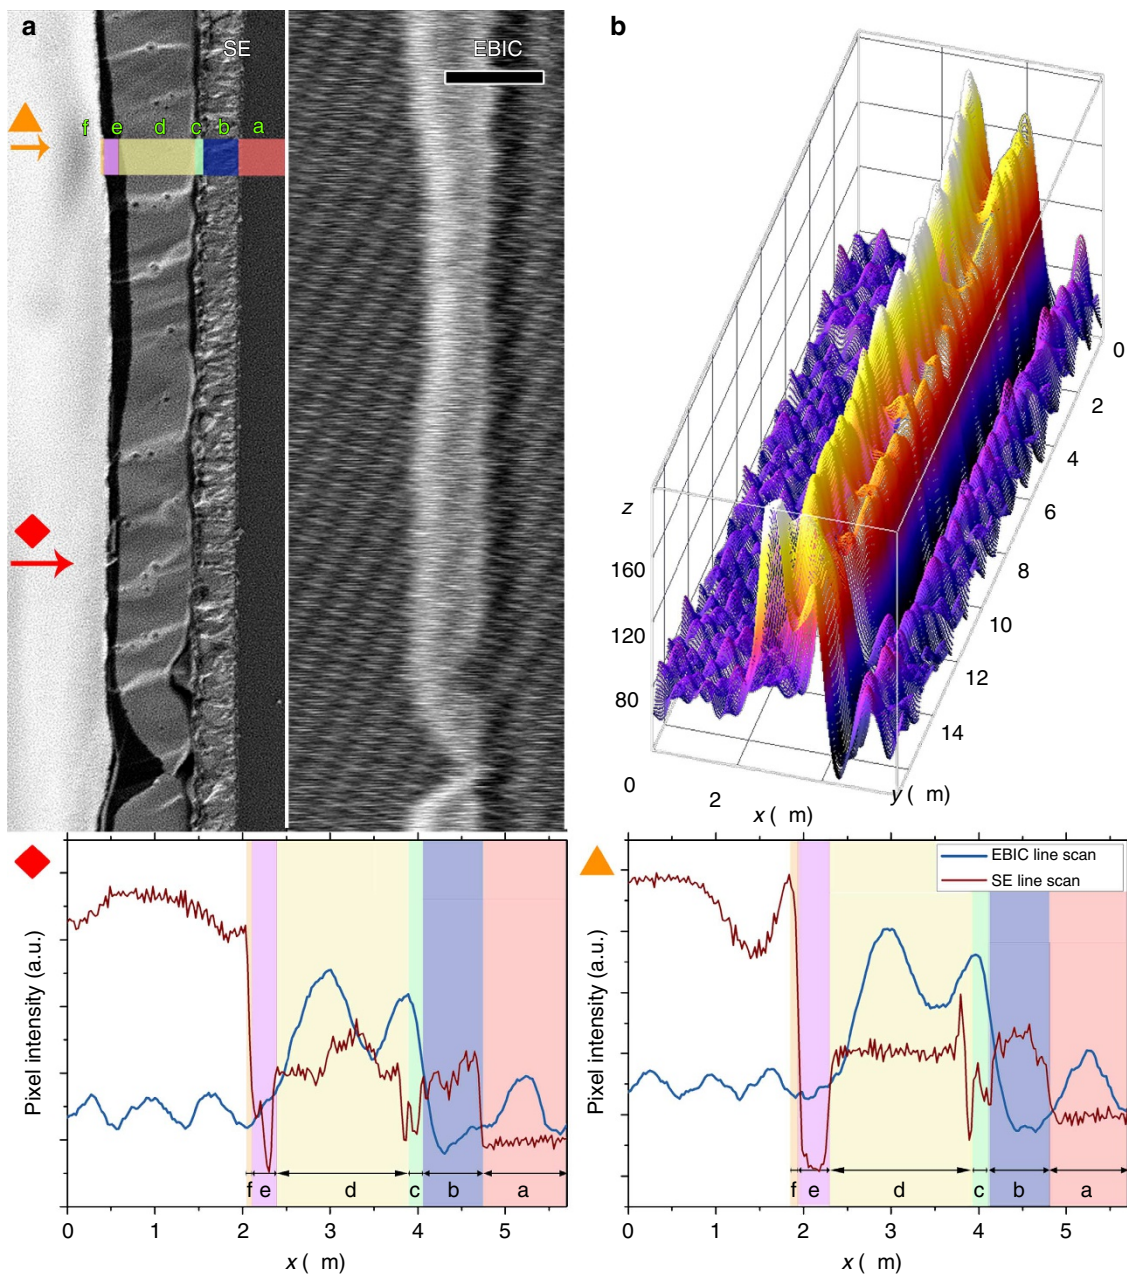 a
SE
EBIC
f e d c b a
b
z
160
120
80
0
2
x ( m)
0
2
4
6
8
10
12
14
y ( m)
Pixel intensity (a.u.)
f e d c b a
0 1 2 3 4 5
x ( m)
EBIC line scan
SE line scan
Pixel intensity (a.u.)
f e d c b a
0 1 2 3 4 5
x ( m)